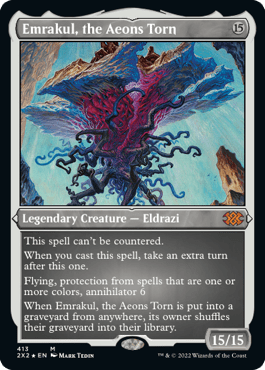 Emrakul, the Aeons Torn 15
Legendary Creature — Eldrazi
This spell can't be countered.
When you cast this spell, take an extra turn
after this one.
Flying, protection from spells that are one or
more colors, annihilator 6
When Emrakul, the Aeons Torn is put into a
graveyard from anywhere, its owner shuffles
their graveyard into their library.
15/15
413 M
2X2 ★ EN MARK TEDIN
™ & © 2022 Wizards of the Coast